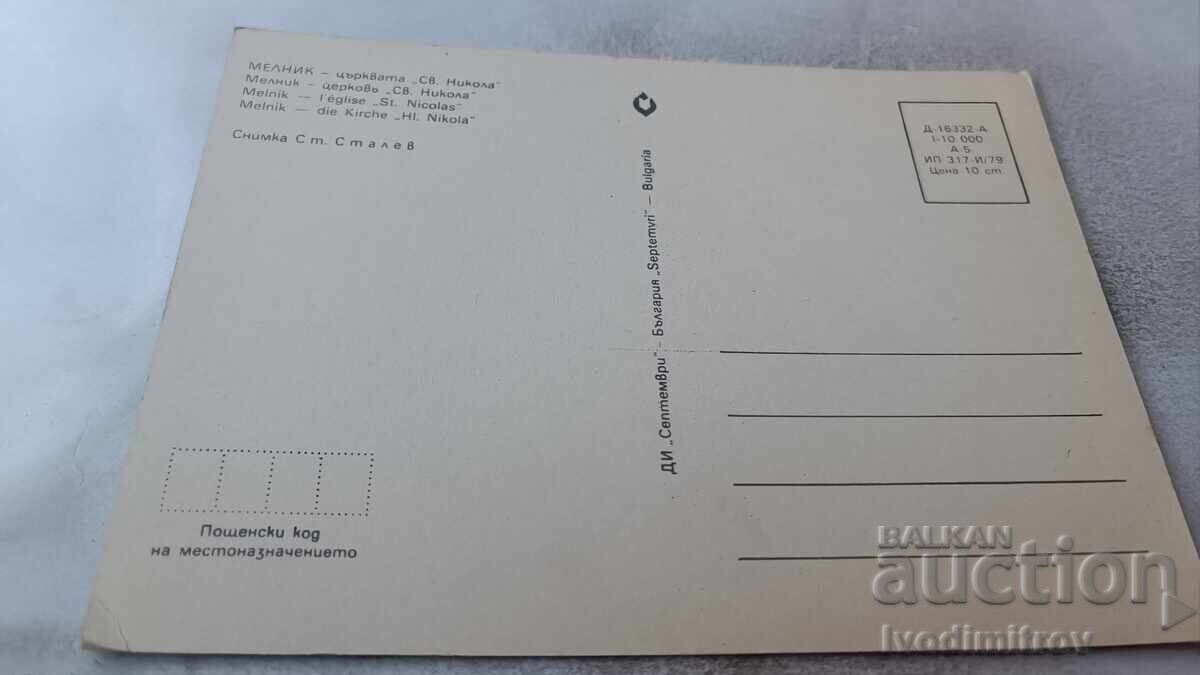 МЕЛНИК – църквата „Св. Никола"
Мелник – церковь „Св. Никола"
Melnik — l'église „St. Nicolas"
Melnik — die Kirche „Hl. Nikola"
Снимка Ст. Сталев
Д-16332-А
I-10 000
А-5
ИП 317-И/79
Цена 10 ст.
ДИ „Септември" – България „Septemvri" – Bulgaria
Пощенски код
на местоназначението
BALKAN
auction
Ivodimitrov